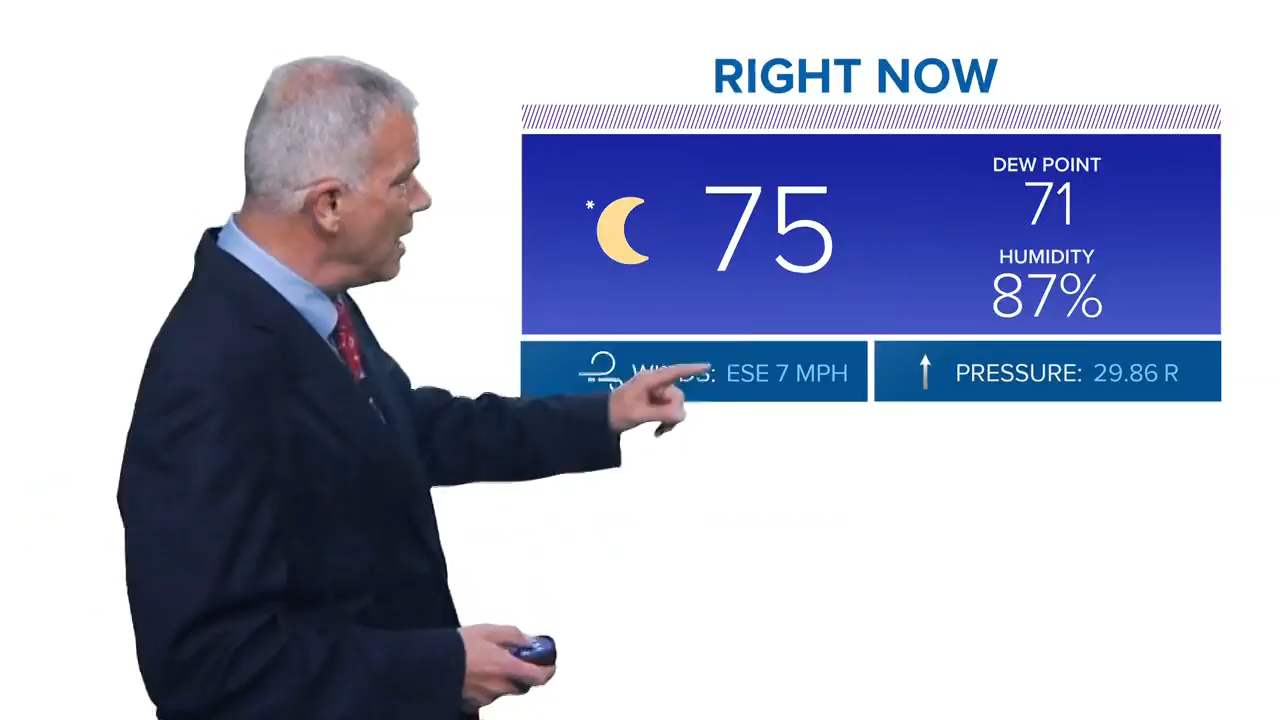 RIGHT NOW
75
DEW POINT
71
HUMIDITY
87%
ESE 7 MPH
PRESSURE: 29.86 R